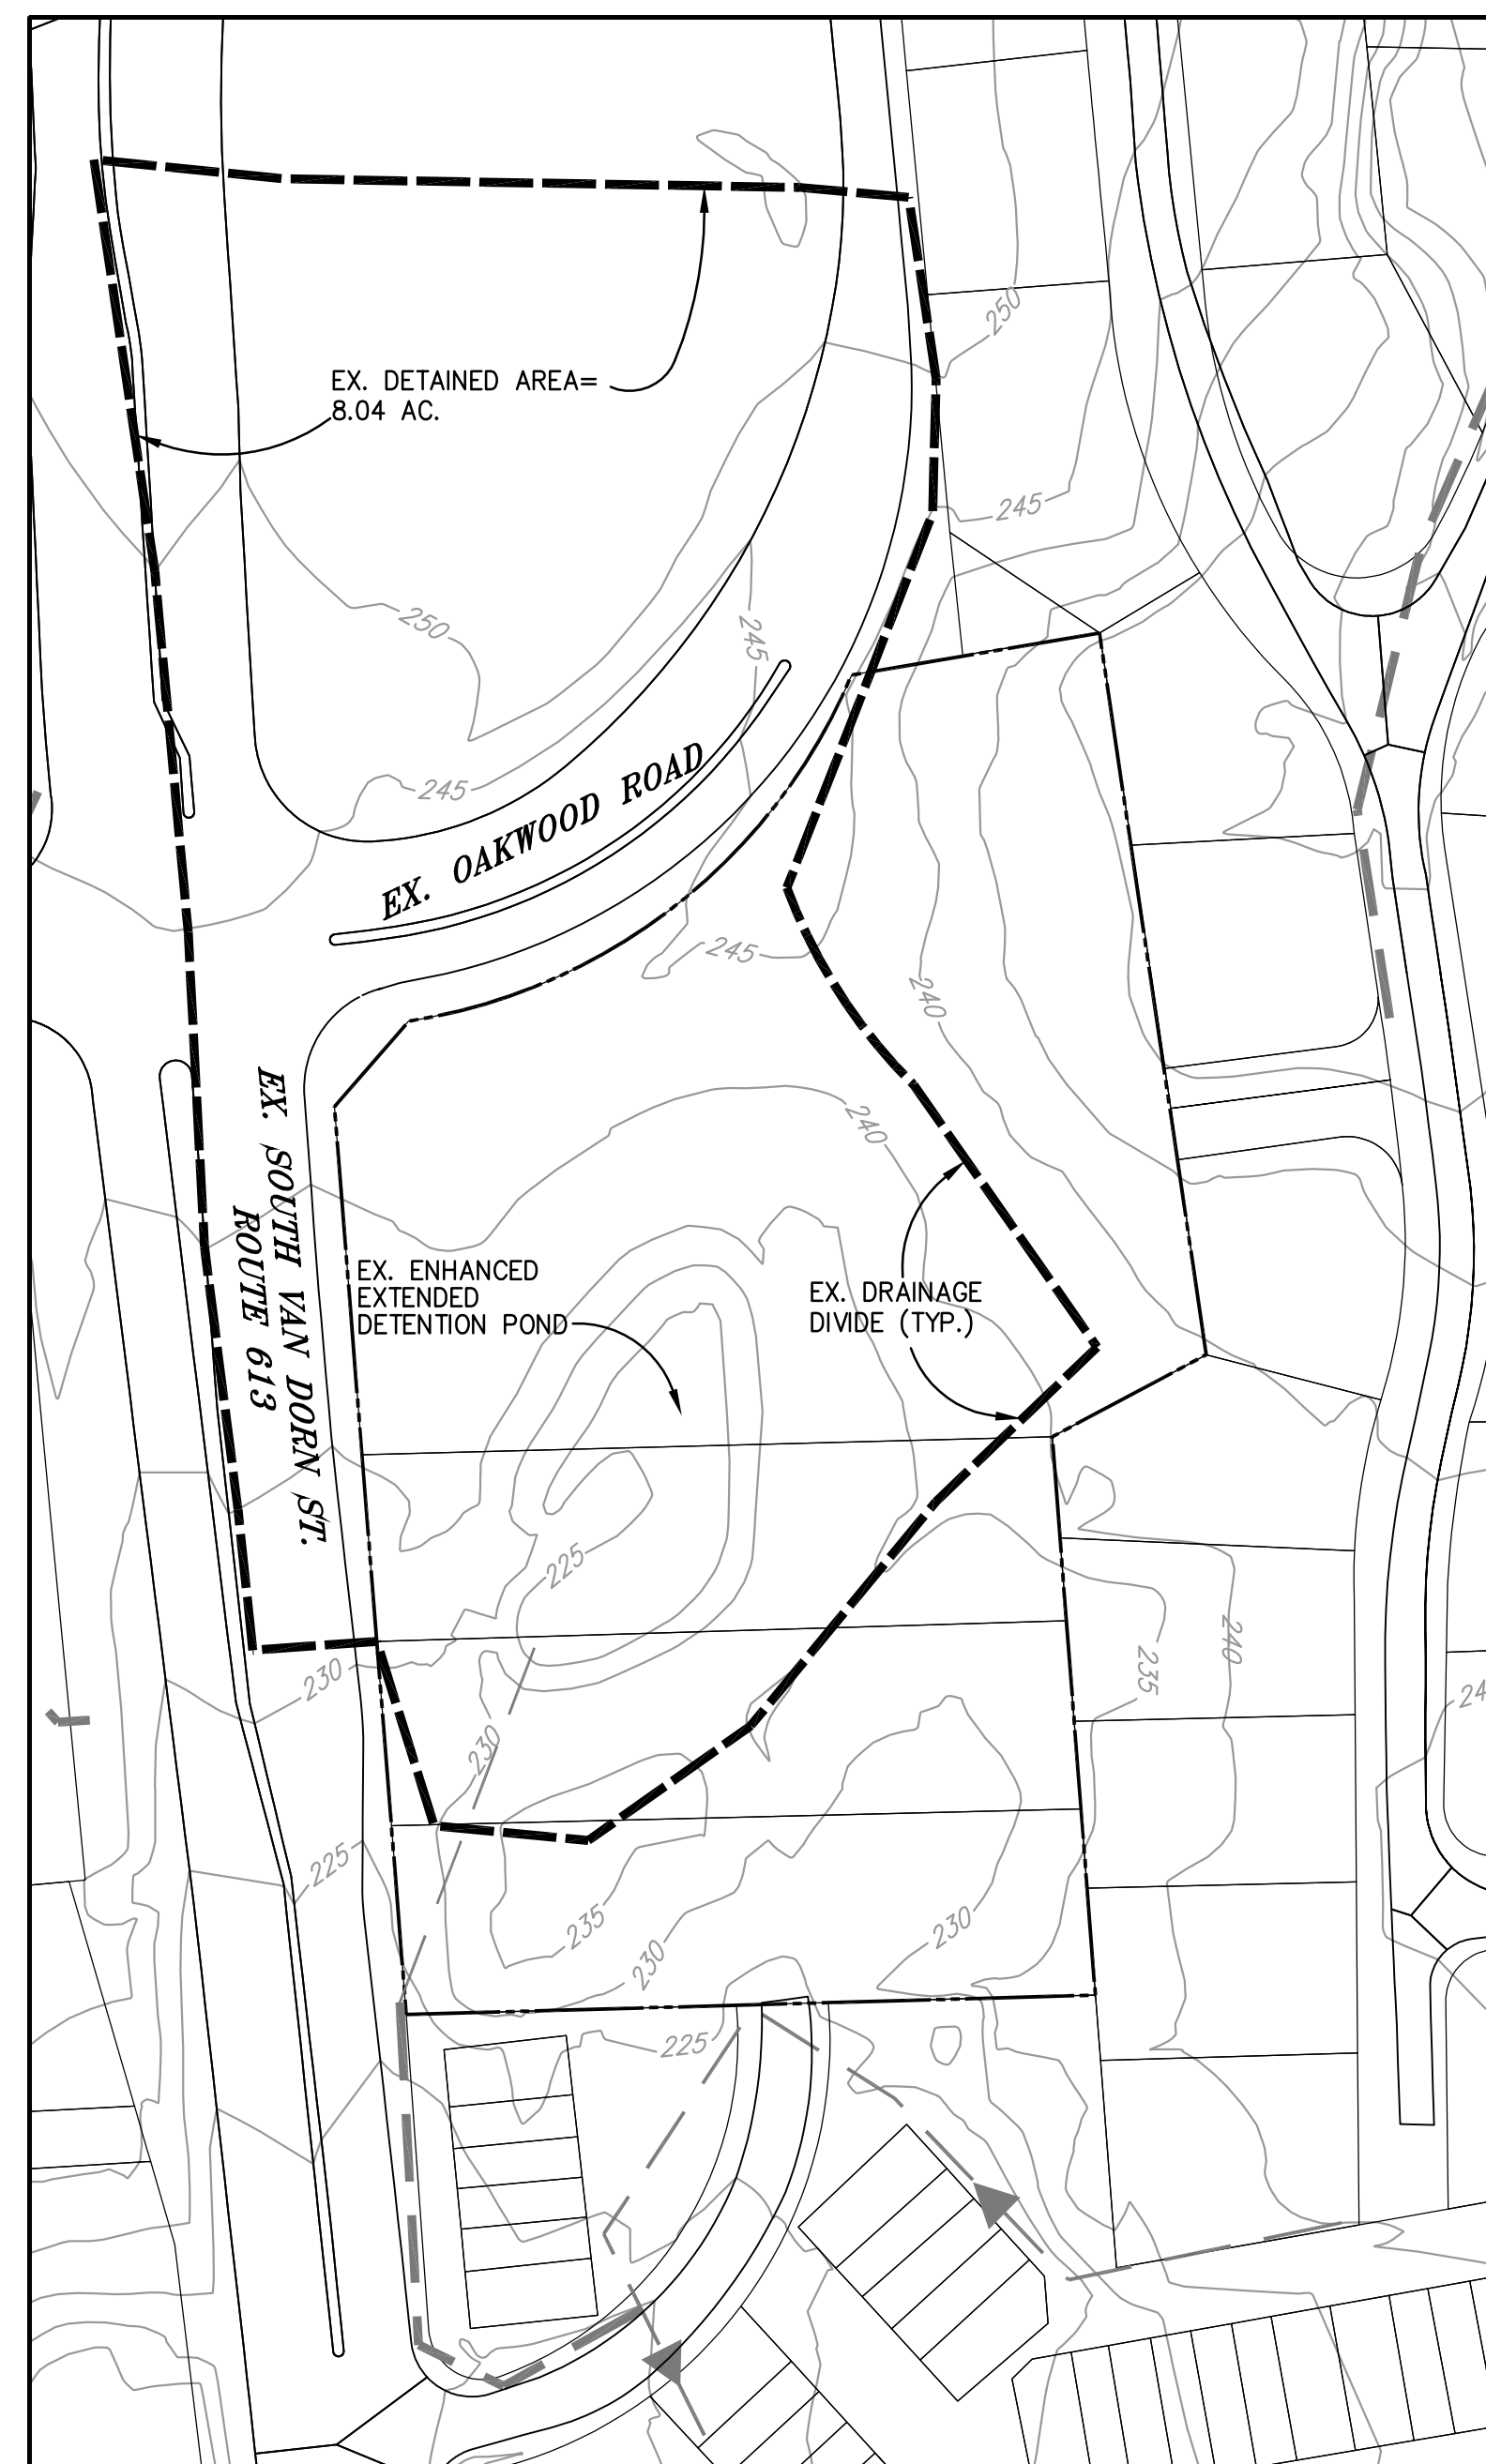 250
EX. DETAINED AREA=
8.04 AC.
245
250
245
EX. OAKWOOD ROAD
245
245
240
EX. SOUTH VAN DORN ST.
ROUTE 613
240
EX. ENHANCED
EXTENDED
DETENTION POND
EX. DRAINAGE
DIVIDE (TYP.)
225
240
235
230
230
24
225
235
230
230
225